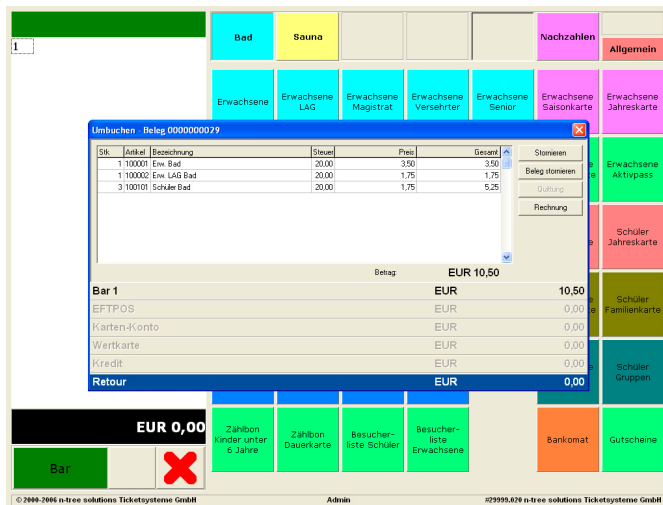 1
Bad
Sauna
Nachzahlen
Allgemein
Erwachsene
Erwachsene LAG
Erwachsene Magistrat
Erwachsene Versehrter
Erwachsene Senior
Erwachsene Saisonkarte
Erwachsene Jahreskarte
Umbuchen - Beleg 0000000029
Stk. Artikel Bezeichnung Steuer Preis Gesamt
1 100001 Erw. Bad 20,00 3,50 3,50
1 100002 Erw. LAG Bad 20,00 1,75 1,75
3 100101 Schüler Bad 20,00 1,75 5,25
Stornieren
Beleg stornieren
Quittung
Rechnung
Betrag: EUR 10,50
Bar 1 EUR 10,50
EFTPOS EUR 0,00
Karten-Konto EUR 0,00
Wertkarte EUR 0,00
Kredit EUR 0,00
Retour EUR 0,00
Erwachsene Aktivpass
Schüler Jahreskarte
Schüler Familienkarte
Schüler Gruppen
EUR 0,00
Zählbon Kinder unter 6 Jahre
Zählbon Dauerkarte
Besucher-liste Schüler
Besucher-liste Erwachsene
Bankomat
Gutscheine
Bar
© 2000-2006 n-tree solutions Ticketsysteme GmbH
Admin
#29999.020 n-tree solutions Ticketsysteme GmbH